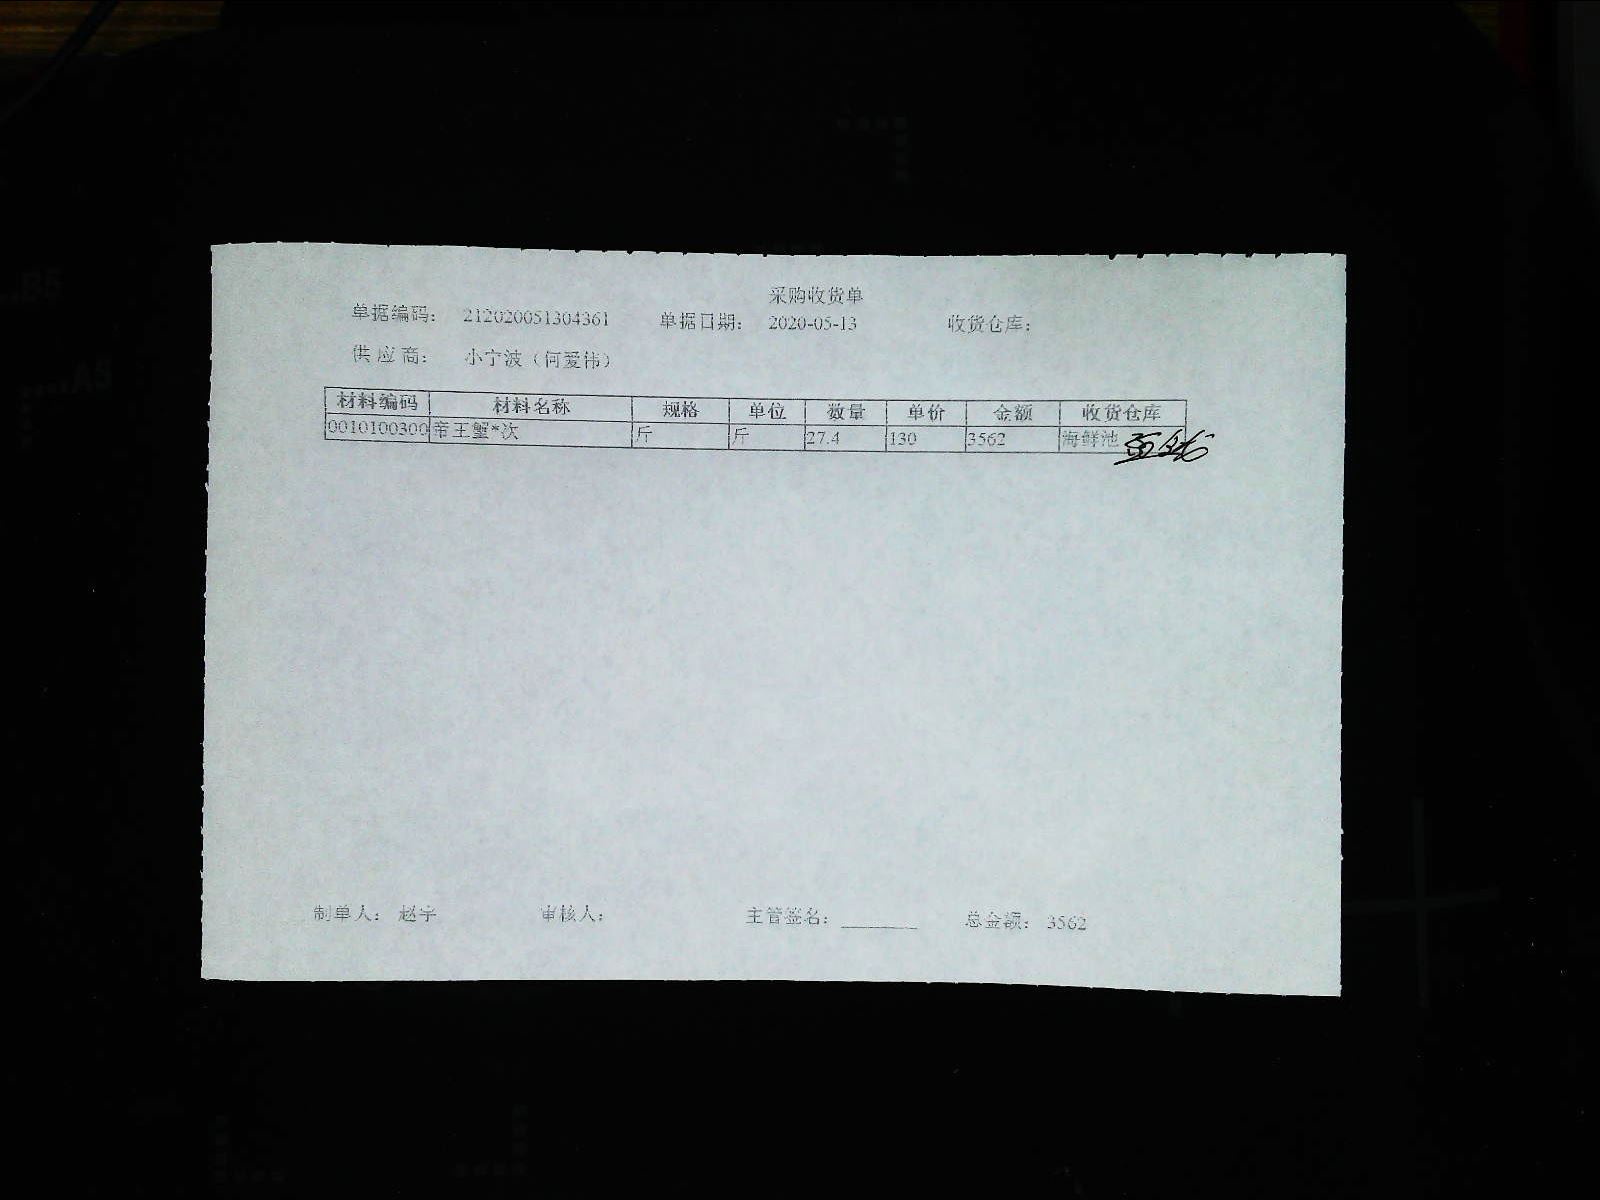 采购收货单
单据编码： 212020051304361 单据日期： 2020-05-13 收货仓库：
供 应 商： 小宁波（何爱祎）
材料编码 材料名称 规格 单位 数量 单价 金额 收货仓库
0010100300 帝王蟹*次 斤 斤 27.4 130 3562 海鲜池
制单人： 赵宇 审核人： 主管签名： 总金额： 3562
B5
A5